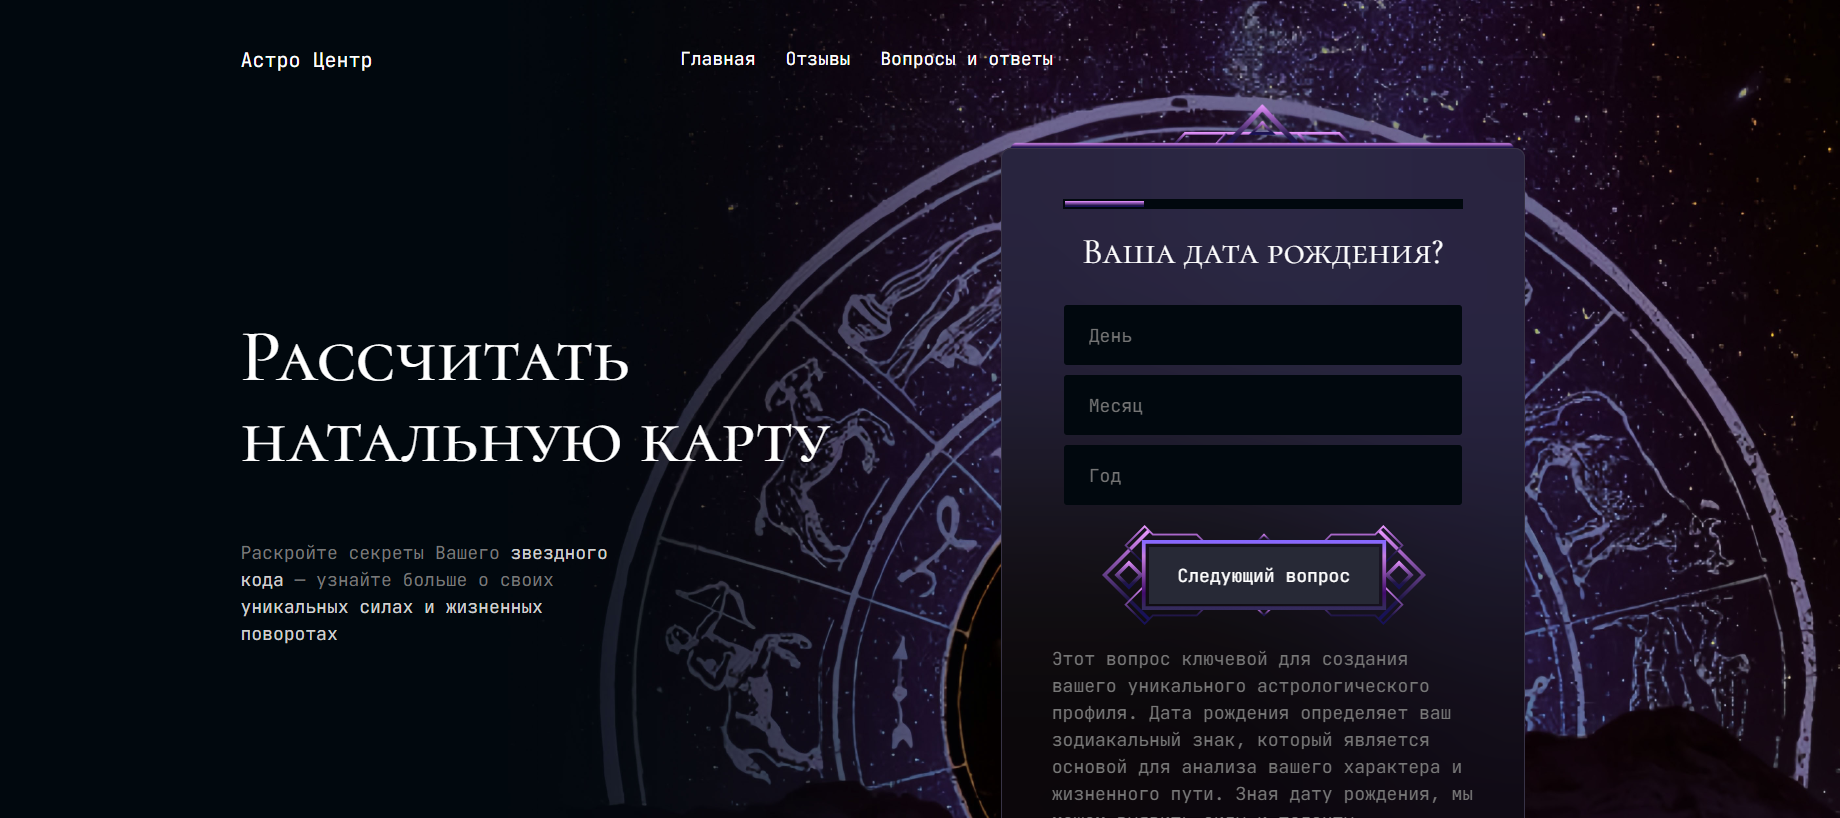 Астро Центр
Главная
Отзывы
Вопросы и ответы
Ваша дата рождения?
День
Месяц
Год
Следующий вопрос
Рассчитать
натальную карту
Раскройте секреты Вашего звездного
кода — узнайте больше о своих
уникальных силах и жизненных
поворотах
Этот вопрос ключевой для создания
вашего уникального астрологического
профиля. Дата рождения определяет ваш
зодиакальный знак, который является
основой для анализа вашего характера и
жизненного пути. Зная дату рождения, мы